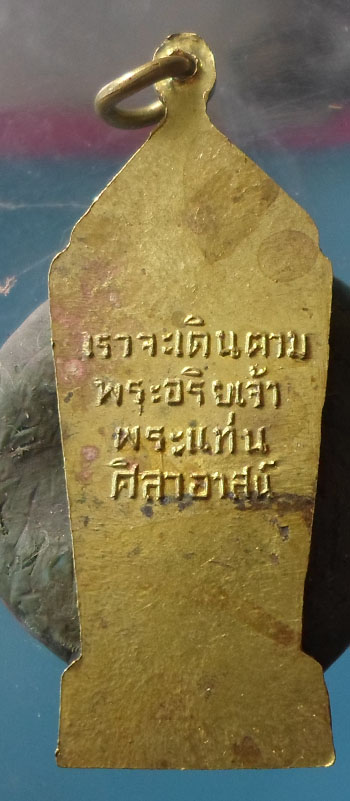 เราจะเดินตาม
พระอริยเจ้า
พระแท่น
ศิลาอาสน์